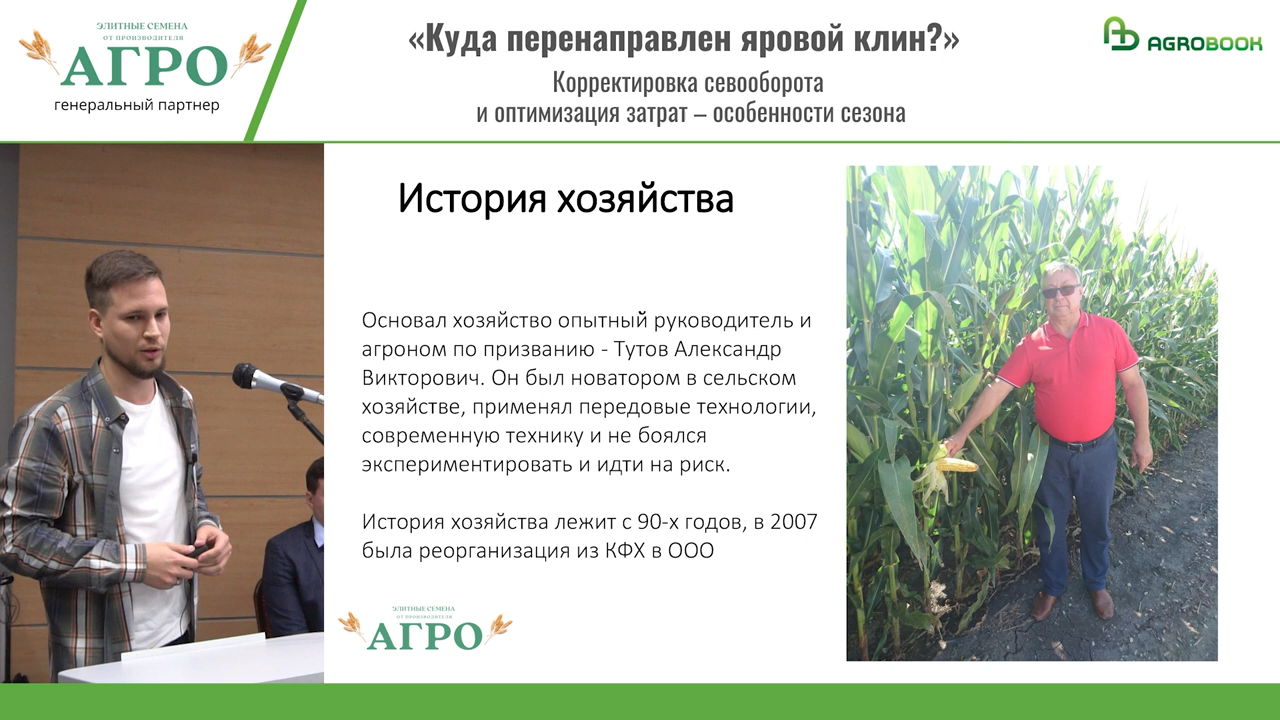 ЭЛИТНЫЕ СЕМЕНА
ОТ ПРОИЗВОДИТЕЛЯ
АГРО
генеральный партнер
«Куда перенаправлен яровой клин?»
Корректировка севооборота
и оптимизация затрат – особенности сезона
AGROBOOK
История хозяйства
Основал хозяйство опытный руководитель и
агроном по призванию - Тутов Александр
Викторович. Он был новатором в сельском
хозяйстве, применял передовые технологии,
современную технику и не боялся
экспериментировать и идти на риск.
История хозяйства лежит с 90-х годов, в 2007
была реорганизация из КФХ в ООО
ЭЛИТНЫЕ СЕМЕНА
ОТ ПРОИЗВОДИТЕЛЯ
АГРО